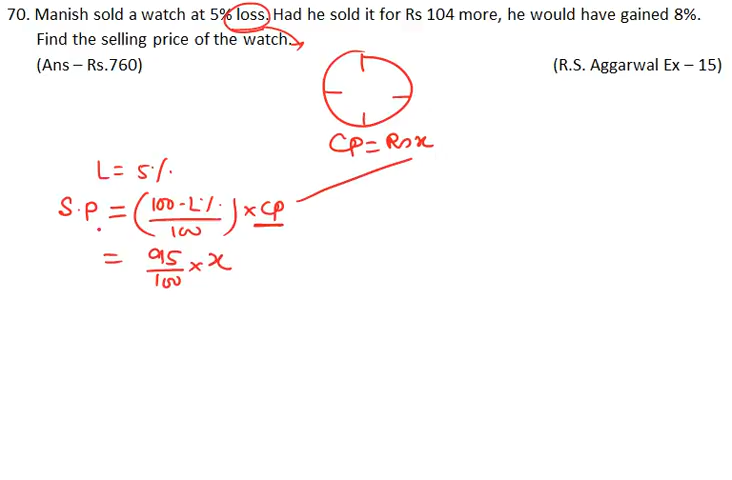 70. Manish sold a watch at 5% loss. Had he sold it for Rs 104 more, he would have gained 8%.
Find the selling price of the watch.
(Ans – Rs.760) (R.S. Aggarwal Ex – 15)
CP = Rs x
L = 5%.
S.P = (100 - L% / 100) × CP
= 95/100 × x